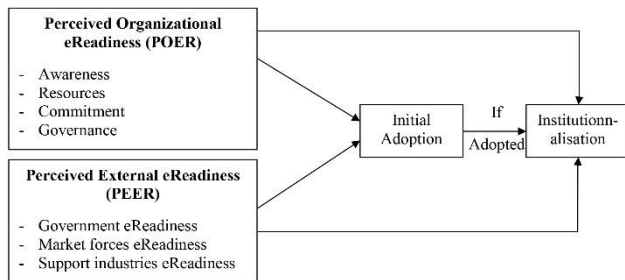 Perceived Organizational
eReadiness (POER)
- Awareness
- Resources
- Commitment
- Governance
Initial
Adoption
If
Adopted
Institutionn-
alisation
Perceived External eReadiness
(PEER)
- Government eReadiness
- Market forces eReadiness
- Support industries eReadiness